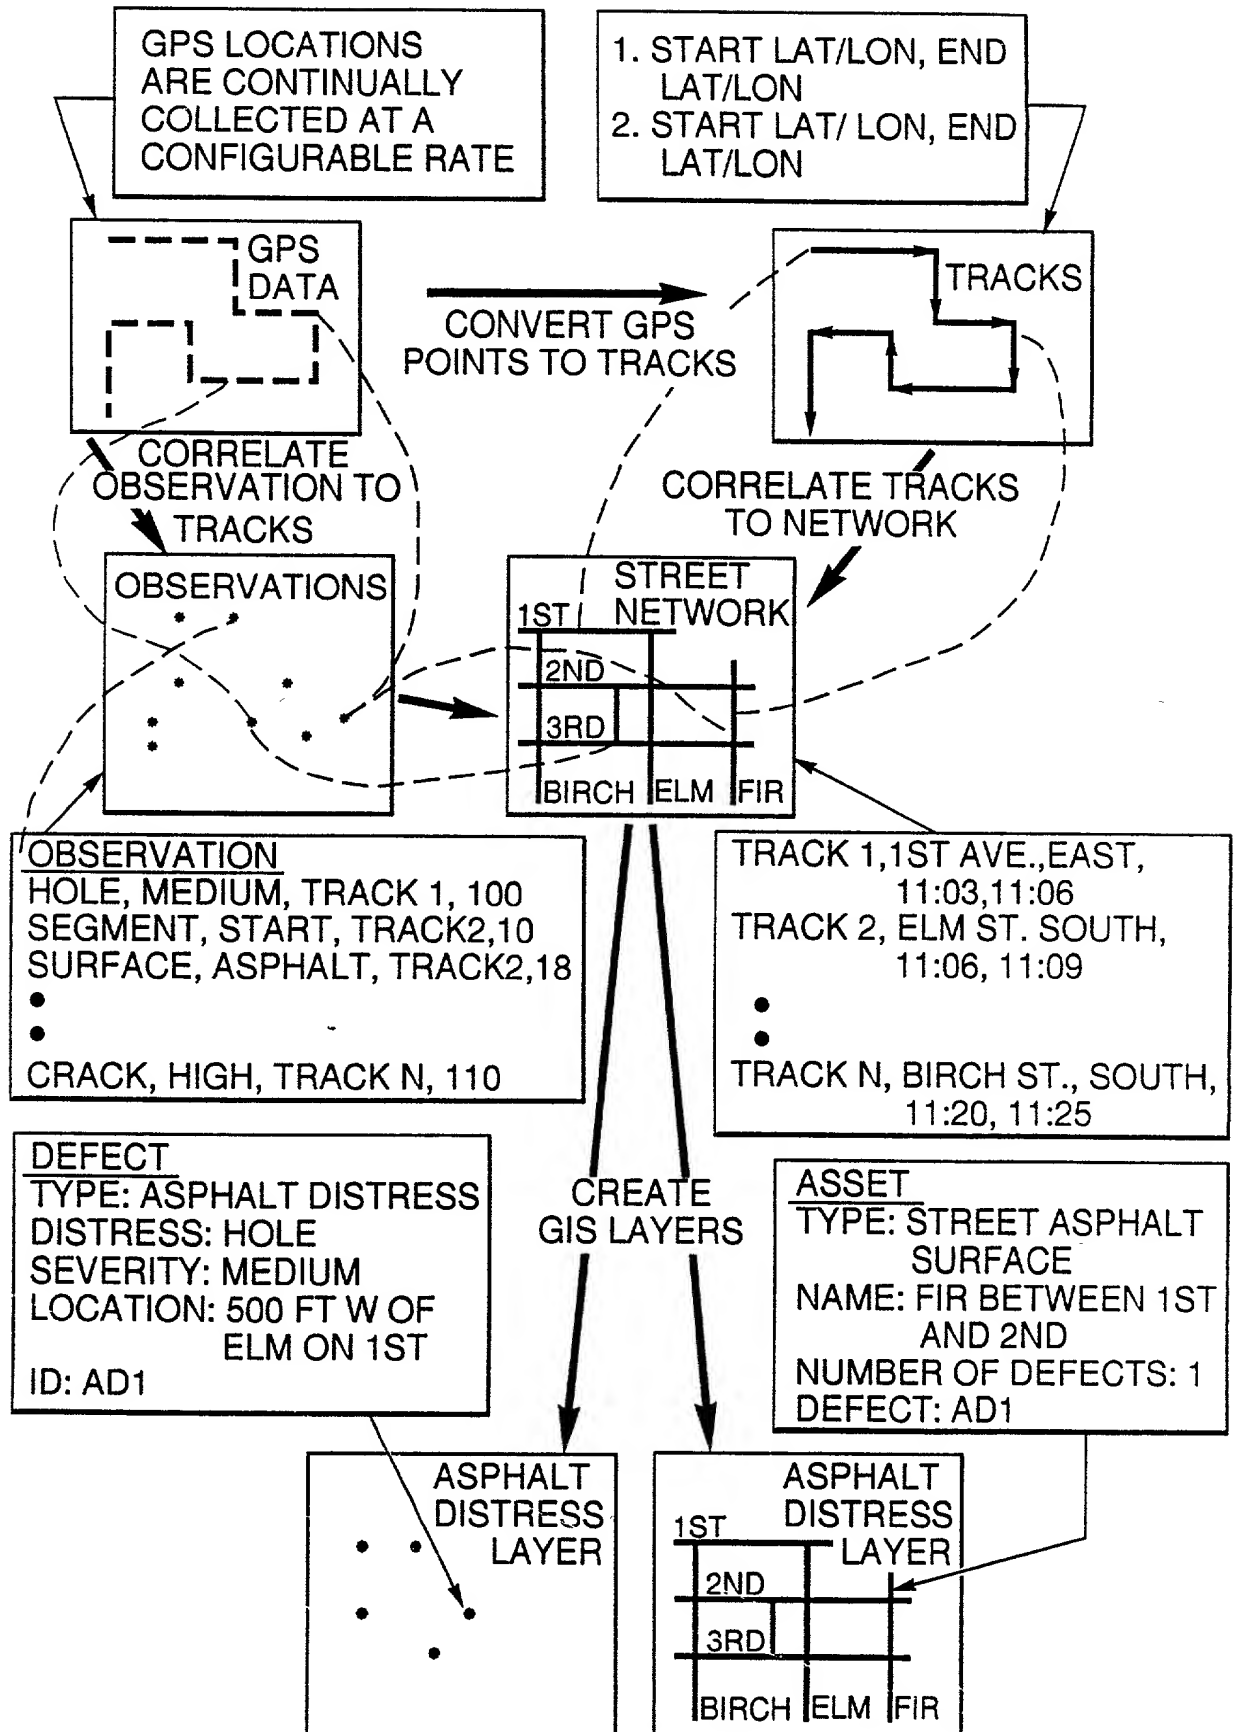 GPS LOCATIONS
ARE CONTINUALLY
COLLECTED AT A
CONFIGURABLE RATE
1. START LAT/LON, END
LAT/LON
2. START LAT/ LON, END
LAT/LON
GPS
DATA
CONVERT GPS
POINTS TO TRACKS
TRACKS
CORRELATE
OBSERVATION TO
TRACKS
CORRELATE TRACKS
TO NETWORK
OBSERVATIONS
STREET
NETWORK
1ST
2ND
3RD
BIRCH
ELM
FIR
OBSERVATION
HOLE, MEDIUM, TRACK 1, 100
SEGMENT, START, TRACK2,10
SURFACE, ASPHALT, TRACK2,18
CRACK, HIGH, TRACK N, 110
TRACK 1,1ST AVE.,EAST,
11:03,11:06
TRACK 2, ELM ST. SOUTH,
11:06, 11:09
TRACK N, BIRCH ST., SOUTH,
11:20, 11:25
DEFECT
TYPE: ASPHALT DISTRESS
DISTRESS: HOLE
SEVERITY: MEDIUM
LOCATION: 500 FT W OF
ELM ON 1ST
ID: AD1
CREATE
GIS LAYERS
ASSET
TYPE: STREET ASPHALT
SURFACE
NAME: FIR BETWEEN 1ST
AND 2ND
NUMBER OF DEFECTS: 1
DEFECT: AD1
ASPHALT
DISTRESS
LAYER
ASPHALT
DISTRESS
LAYER
1ST
2ND
3RD
BIRCH
ELM
FIR